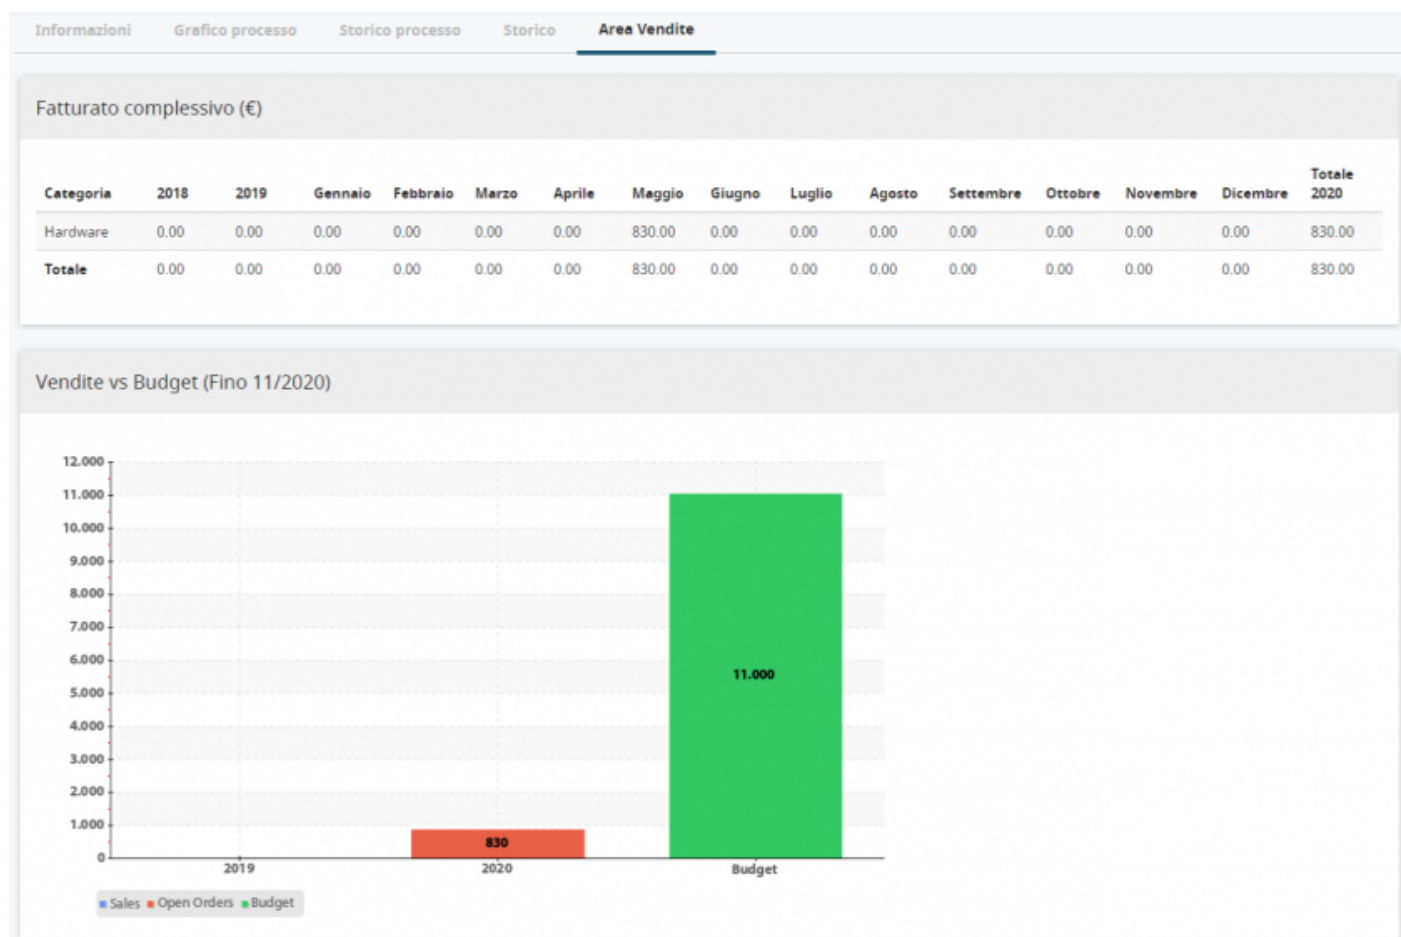 Informazioni Grafico processo Storico processo Storico Area Vendite
Fatturato complessivo (€)
Categoria 2018 2019 Gennaio Febbraio Marzo Aprile Maggio Giugno Luglio Agosto Settembre Ottobre Novembre Dicembre Totale 2020
Hardware 0.00 0.00 0.00 0.00 0.00 0.00 830.00 0.00 0.00 0.00 0.00 0.00 0.00 0.00 830.00
Totale 0.00 0.00 0.00 0.00 0.00 0.00 830.00 0.00 0.00 0.00 0.00 0.00 0.00 0.00 830.00
Vendite vs Budget (Fino 11/2020)
12.000
11.000
10.000
9.000
8.000
7.000
6.000
11.000
5.000
4.000
3.000
2.000
1.000
830
0
2019 2020 Budget
Sales Open Orders Budget